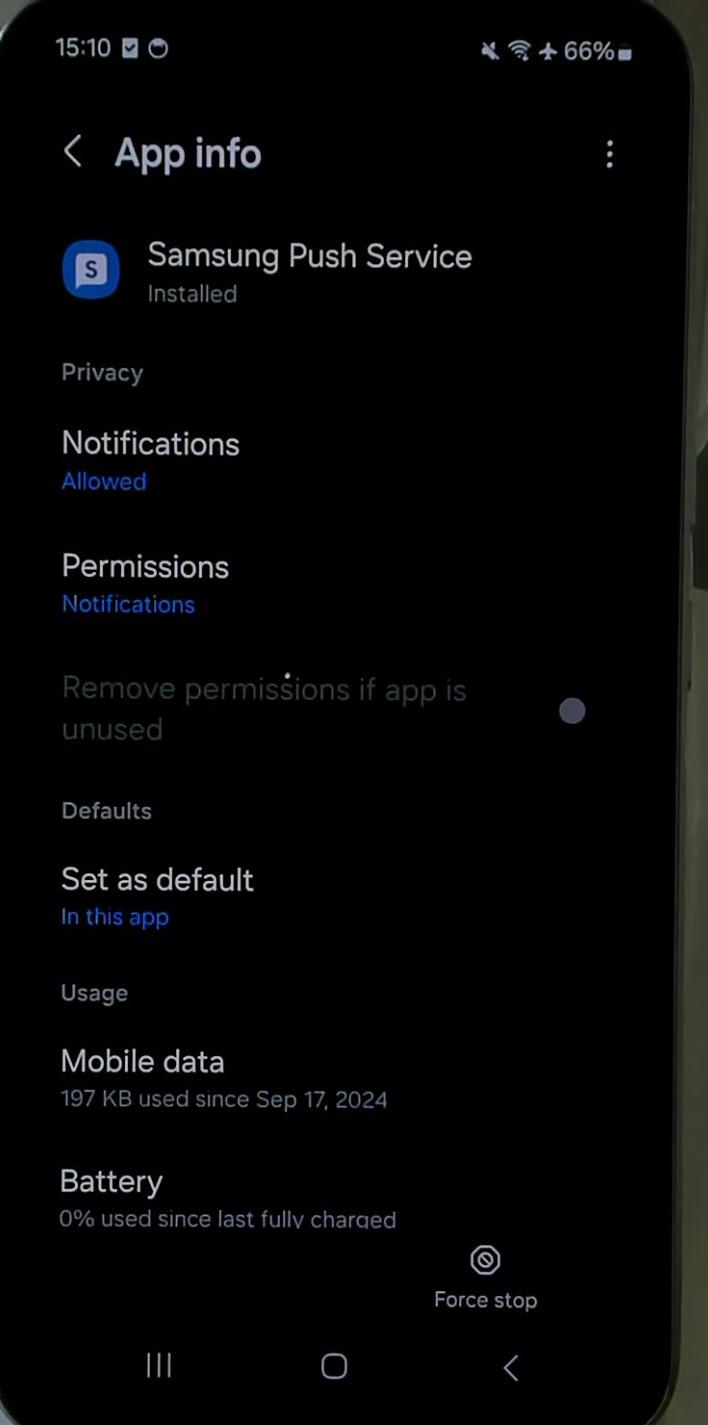 15:10
66%
App info
S
Samsung Push Service
Installed
Privacy
Notifications
Allowed
Permissions
Notifications
Remove permissions if app is
unused
Defaults
Set as default
In this app
Usage
Mobile data
197 KB used since Sep 17, 2024
Battery
0% used since last fully charged
Force stop